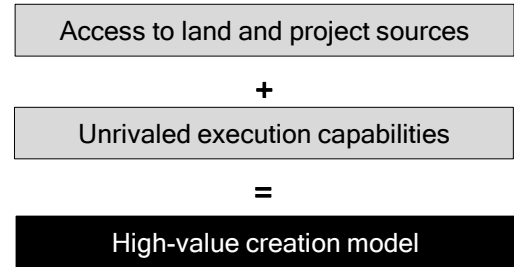 Access to land and project sources
+
Unrivaled execution capabilities
=
High-value creation model